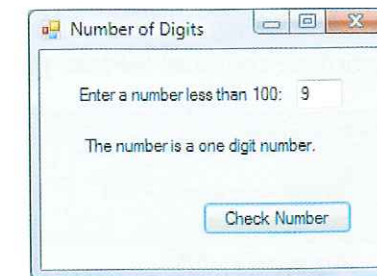 Number of Digits
Enter a number less than 100: 9
The number is a one digit number.
Check Number